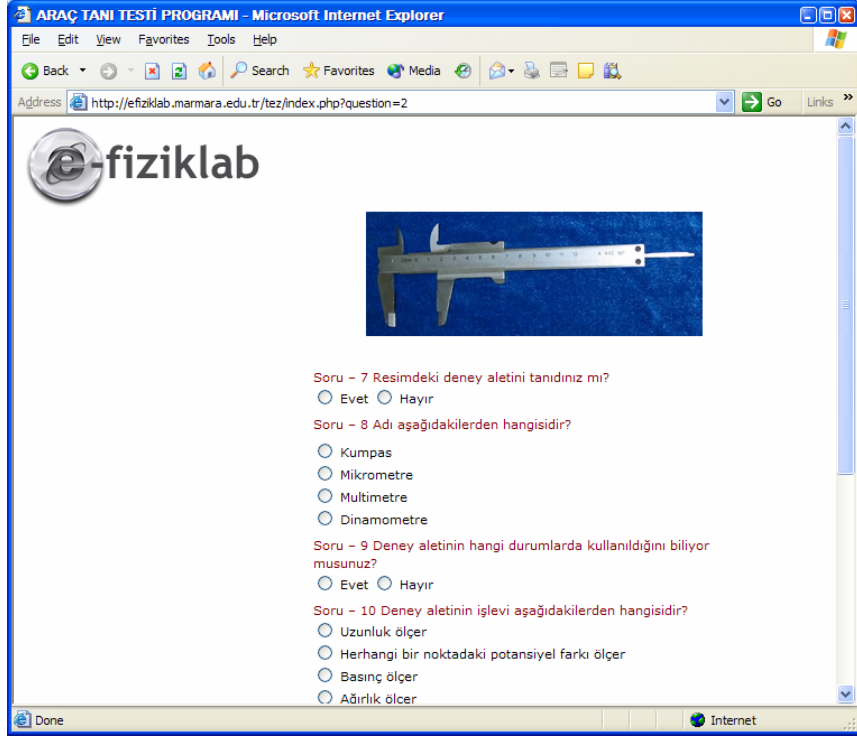 ARAÇ TANI TESTİ PROGRAMI - Microsoft Internet Explorer
File Edit View Favorites Tools Help
Back Search Favorites Media
Address http://efiziklab.marmara.edu.tr/tez/index.php?question=2 Go Links »
e-fiziklab
Soru – 7 Resimdeki deney aletini tanıdınız mı?
Evet Hayır
Soru – 8 Adı aşağıdakilerden hangisidir?
Kumpas
Mikrometre
Multimetre
Dinamometre
Soru – 9 Deney aletinin hangi durumlarda kullanıldığını biliyor
musunuz?
Evet Hayır
Soru – 10 Deney aletinin işlevi aşağıdakilerden hangisidir?
Uzunluk ölçer
Herhangi bir noktadaki potansiyel farkı ölçer
Basınç ölçer
Ağırlık ölçer
Done Internet